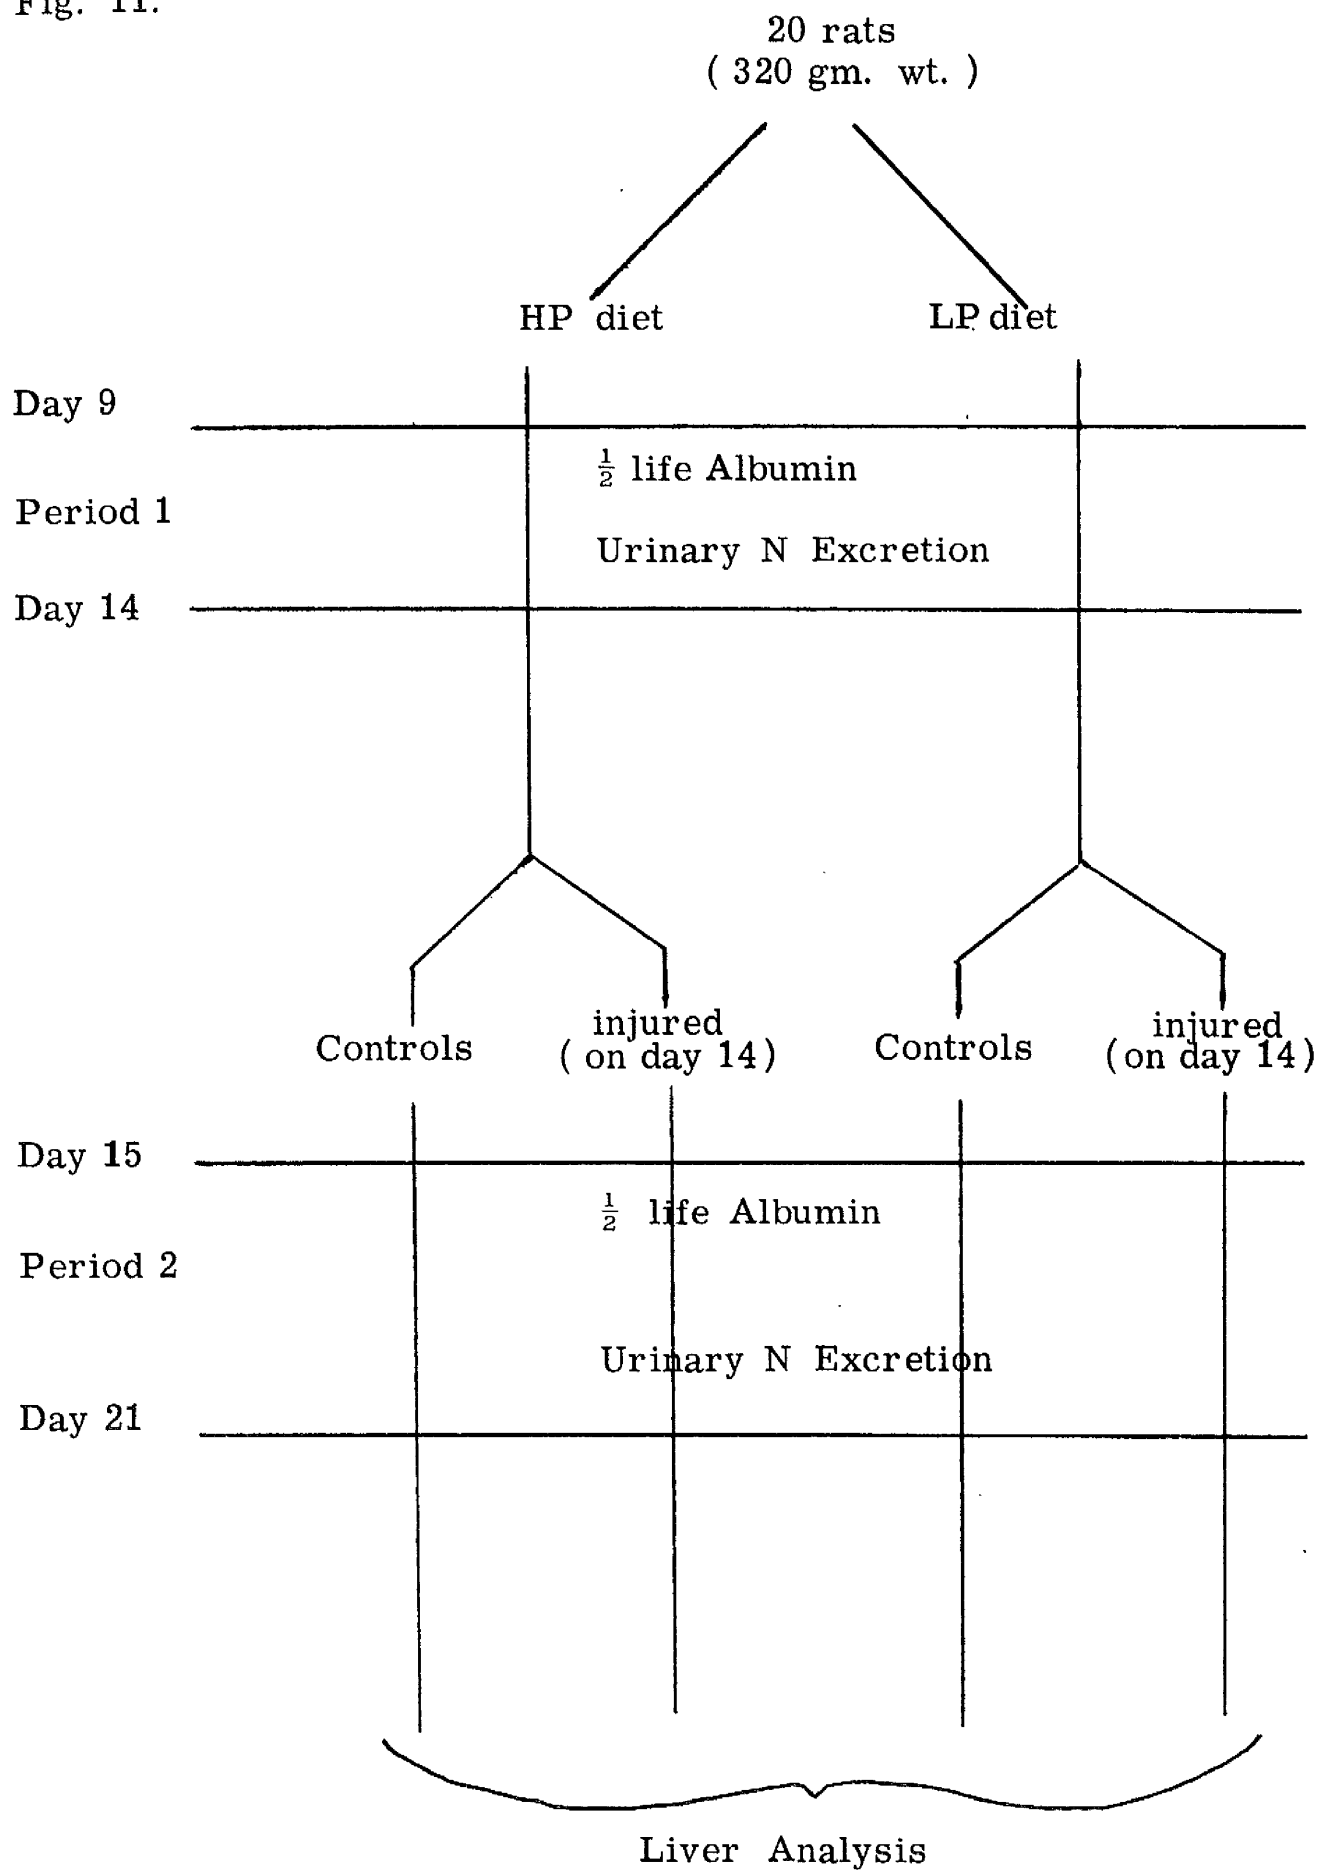 Fig. 11.
20 rats
( 320 gm. wt. )
HP diet
LP diet
Day 9
½ life Albumin
Period 1
Urinary N Excretion
Day 14
Controls
injured
( on day 14 )
Controls
injured
( on day 14 )
Day 15
½ life Albumin
Period 2
Urinary N Excretion
Day 21
Liver Analysis